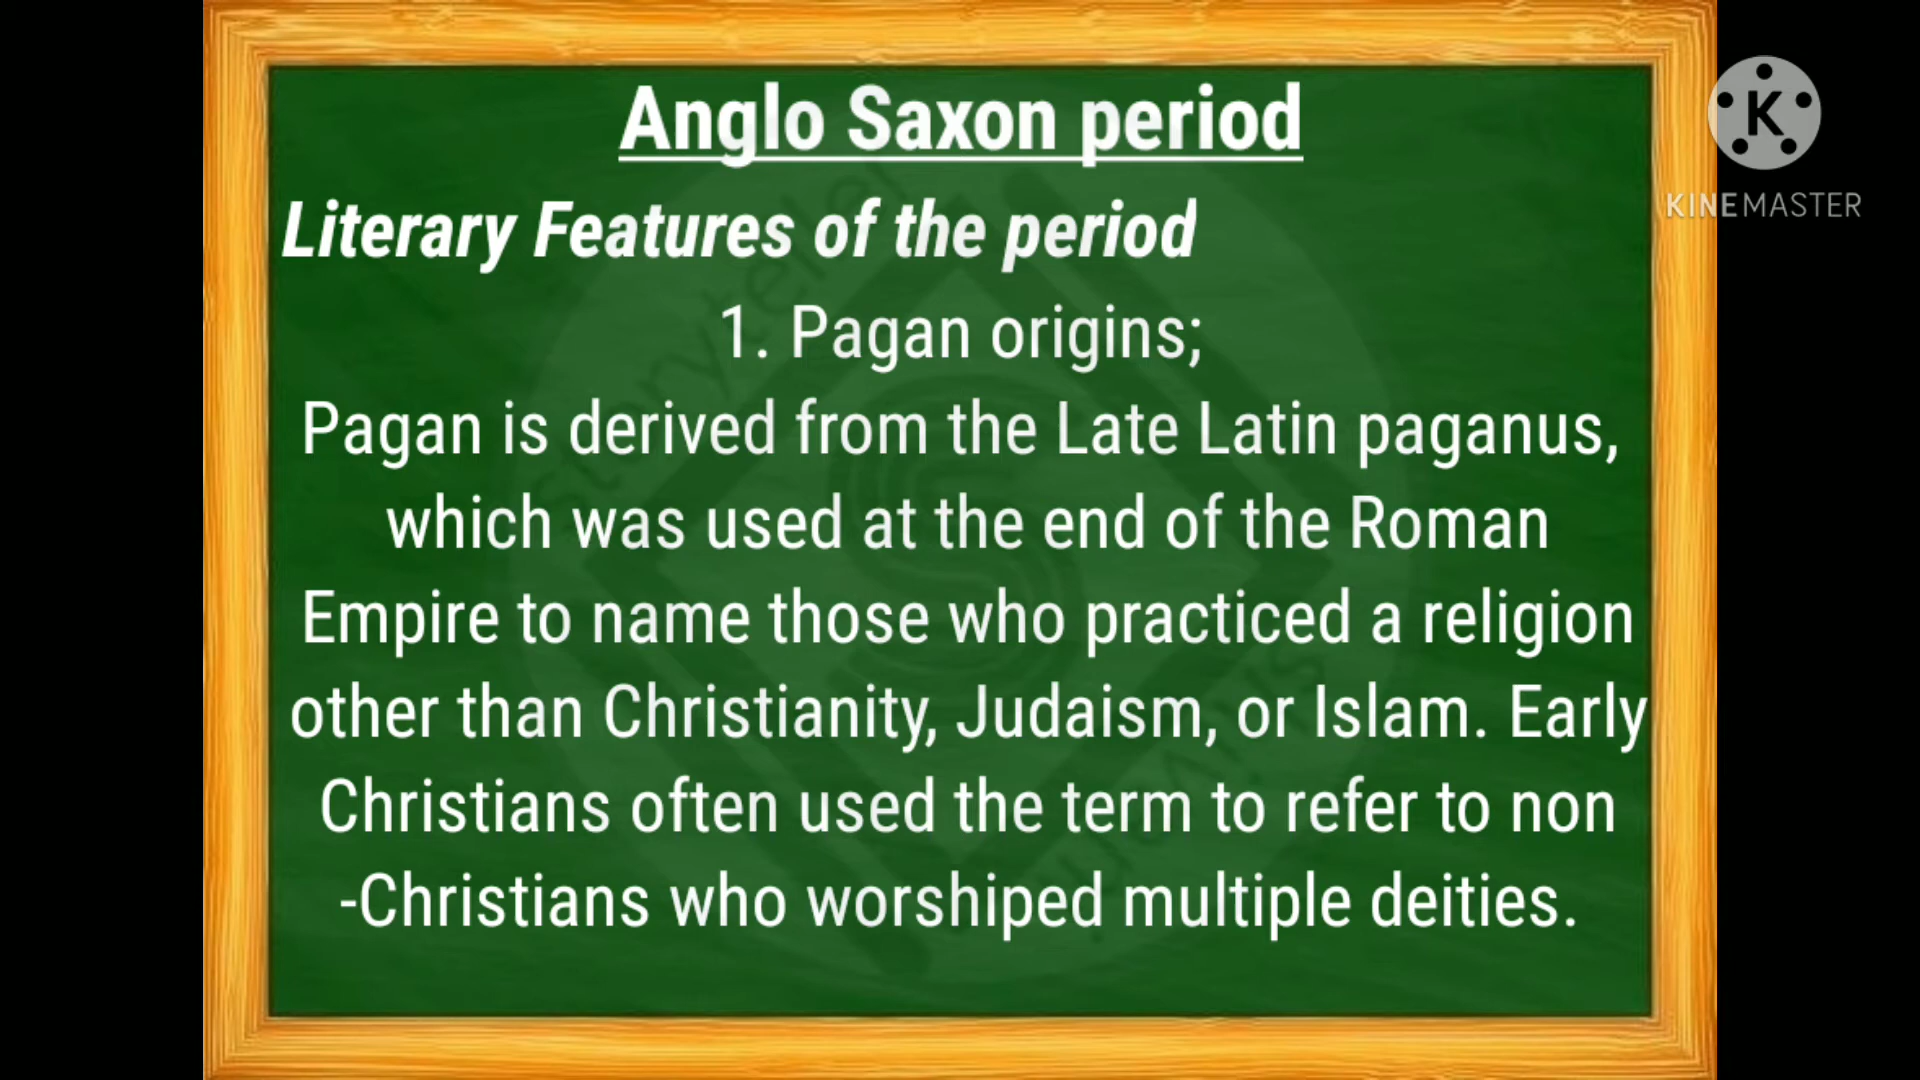 Anglo Saxon period
Literary Features of the period
1. Pagan origins;
Pagan is derived from the Late Latin paganus,
which was used at the end of the Roman
Empire to name those who practiced a religion
other than Christianity, Judaism, or Islam. Early
Christians often used the term to refer to non
-Christians who worshiped multiple deities.
K
KINEMASTER
storyteller